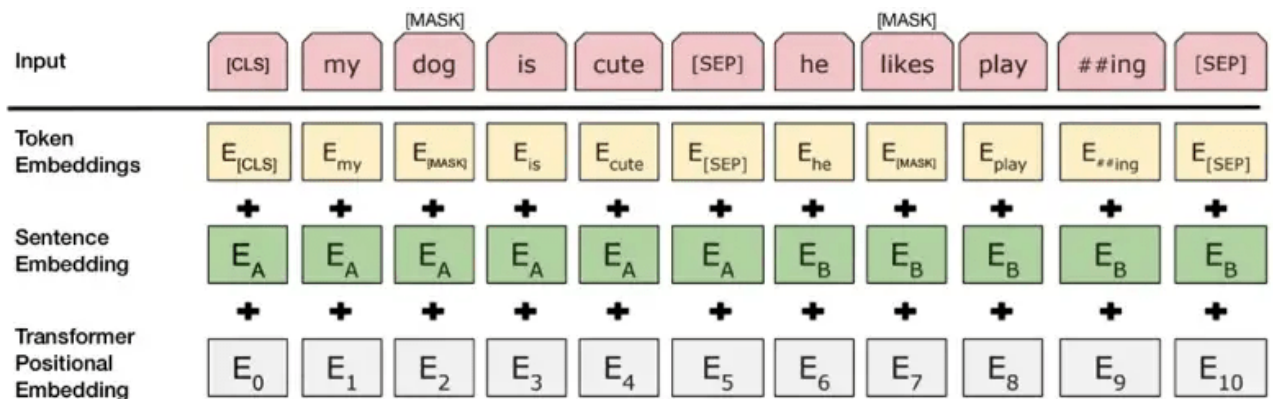 [MASK] [MASK]
Input [CLS] my dog is cute [SEP] he likes play ##ing [SEP]
Token
Embeddings
E[CLS] Emy E[MASK] Eis Ecute E[SEP] Ehe E[MASK] Eplay E##ing E[SEP]
+ + + + + + + + + + +
Sentence
Embedding
EA EA EA EA EA EA EB EB EB EB EB
+ + + + + + + + + + +
Transformer
Positional
Embedding
E0 E1 E2 E3 E4 E5 E6 E7 E8 E9 E10